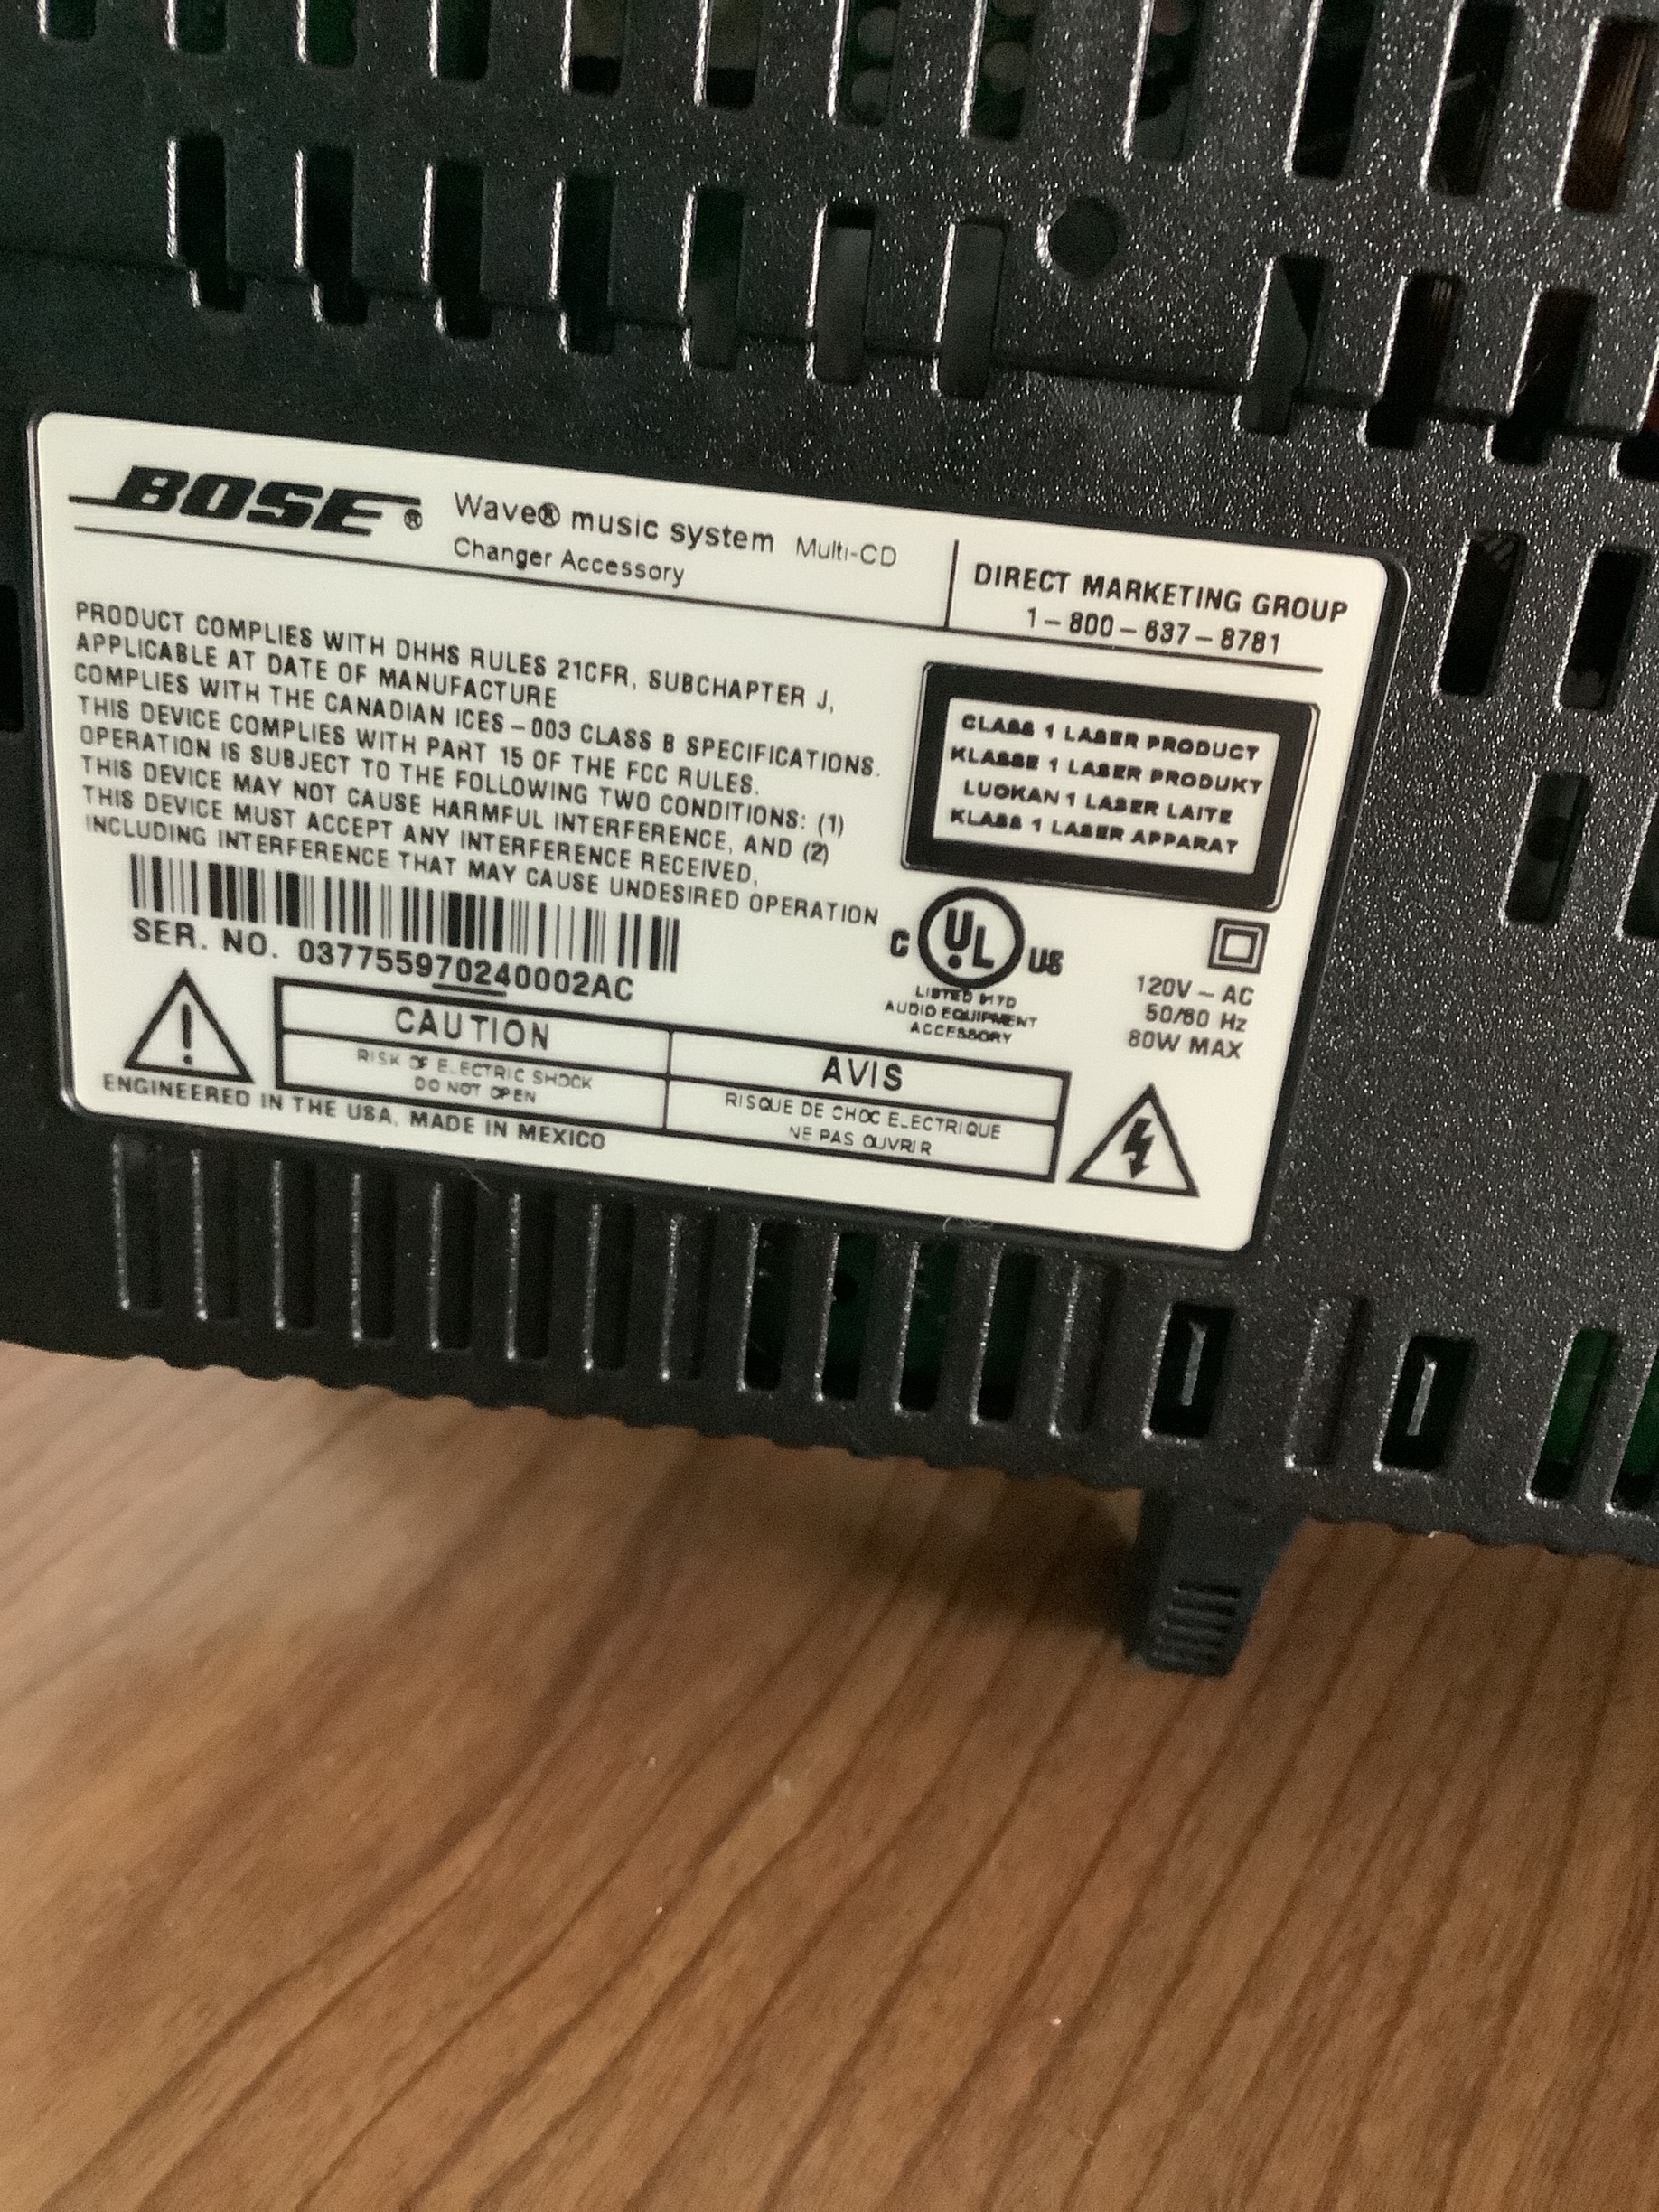 BOSE® Wave® music system Multi-CD
Changer Accessory
DIRECT MARKETING GROUP
1-800-637-8781
PRODUCT COMPLIES WITH DHHS RULES 21CFR, SUBCHAPTER J,
APPLICABLE AT DATE OF MANUFACTURE
COMPLIES WITH THE CANADIAN ICES-003 CLASS B SPECIFICATIONS.
THIS DEVICE COMPLIES WITH PART 15 OF THE FCC RULES.
OPERATION IS SUBJECT TO THE FOLLOWING TWO CONDITIONS: (1)
THIS DEVICE MAY NOT CAUSE HARMFUL INTERFERENCE, AND (2)
THIS DEVICE MUST ACCEPT ANY INTERFERENCE RECEIVED,
INCLUDING INTERFERENCE THAT MAY CAUSE UNDESIRED OPERATION
CLASS 1 LASER PRODUCT
KLASSE 1 LASER PRODUKT
LUOKAN 1 LASER LAITE
KLASS 1 LASER APPARAT
SER. NO. 037755970240002AC
C UL US
LISTED
AUDIO EQUIPMENT
ACCESSORY
120V ~ AC
50/60 Hz
80W MAX
CAUTION
RISK OF ELECTRIC SHOCK
DO NOT OPEN
AVIS
RISQUE DE CHOC ELECTRIQUE
NE PAS OUVRIR
ENGINEERED IN THE USA, MADE IN MEXICO